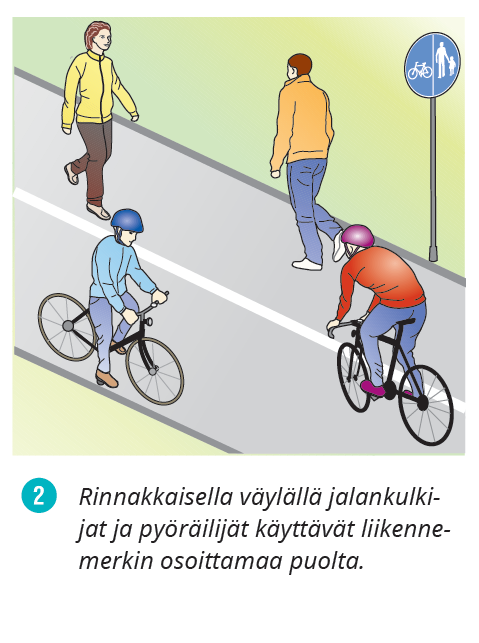 2 Rinnakkaisella väylällä jalankulki-
jat ja pyöräilijät käyttävät liikenne-
merkin osoittamaa puolta.